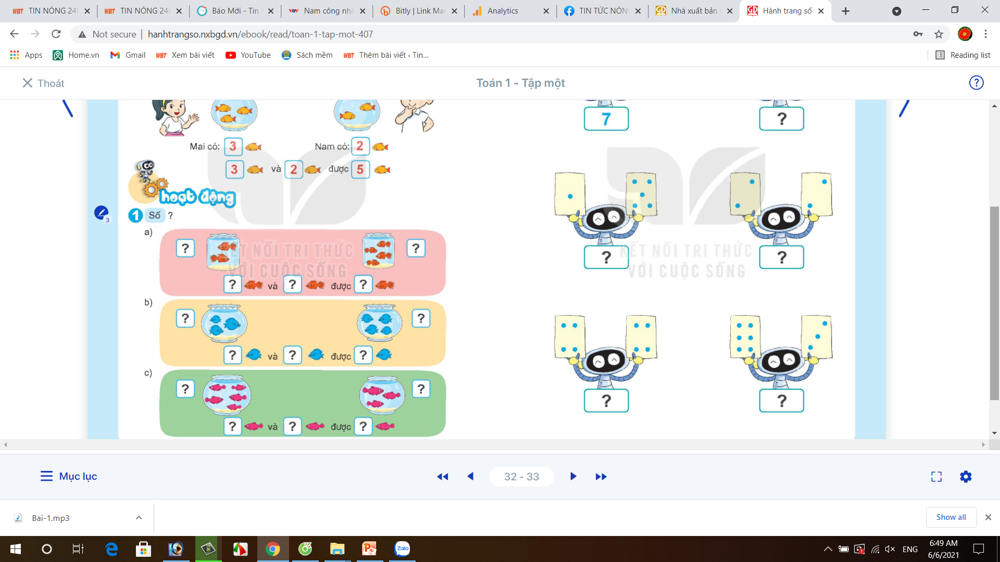 TIN NÓNG 24
TIN NÓNG 24
Báo Mới - Tin
Nam công nhâ
Bitly | Link Ma
Analytics
TIN TỨC NÓN
Nhà xuất bản
Hành trang số
Not secure | hanhtrangso.nxbgd.vn/ebook/read/toan-1-tap-mot-407
Apps
Home.vn
Gmail
WBT Xem bài viết
YouTube
Sách mềm
WBT Thêm bài viết ‹ Tin...
Reading list
Thoát
Toán 1 - Tập một
?
Mai có: 3
Nam có: 2
3 và 2 được 5
hoạt động
3
1 Số ?
a)
? ?
? và ? được ?
b)
? ?
? và ? được ?
c)
? ?
? và ? được ?
7 ?
? ?
? ?
KẾT NỐI TRI THỨC
VỚI CUỘC SỐNG
KẾT NỐI TRI THỨC
VỚI CUỘC SỐNG
Mục lục
32 - 33
Bai-1.mp3
Show all
Zalo
ENG
6:49 AM
6/6/2021